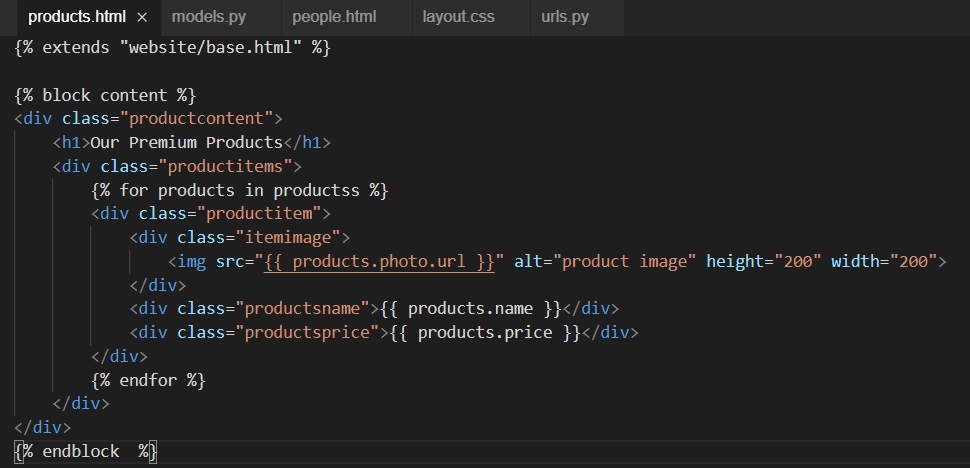 products.html × models.py people.html layout.css urls.py
{% extends "website/base.html" %}
{% block content %}
<div class="productcontent">
<h1>Our Premium Products</h1>
<div class="productitems">
{% for products in productss %}
<div class="productitem">
<div class="itemimage">
<img src="{{ products.photo.url }}" alt="product image" height="200" width="200">
</div>
<div class="productsname">{{ products.name }}</div>
<div class="productsprice">{{ products.price }}</div>
</div>
{% endfor %}
</div>
</div>
{% endblock  %}